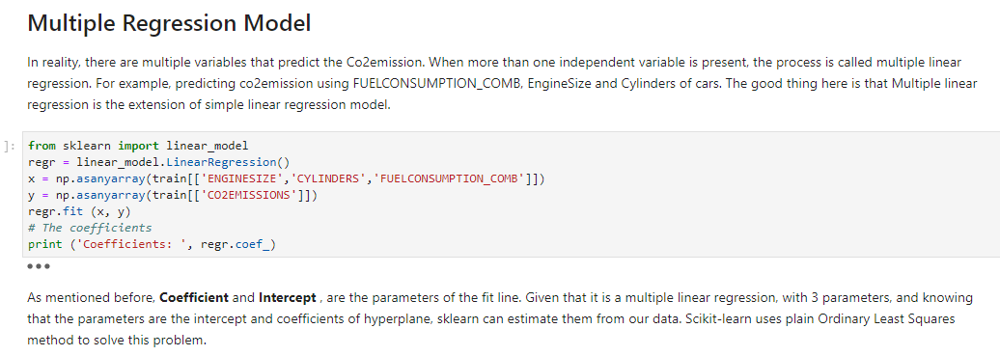 Multiple Regression Model
In reality, there are multiple variables that predict the Co2emission. When more than one independent variable is present, the process is called multiple linear
regression. For example, predicting co2emission using FUELCONSUMPTION_COMB, EngineSize and Cylinders of cars. The good thing here is that Multiple linear
regression is the extension of simple linear regression model.
]: from sklearn import linear_model
regr = linear_model.LinearRegression()
x = np.asanyarray(train[['ENGINESIZE','CYLINDERS','FUELCONSUMPTION_COMB']])
y = np.asanyarray(train[['CO2EMISSIONS']])
regr.fit (x, y)
# The coefficients
print ('Coefficients: ', regr.coef_)
As mentioned before, Coefficient and Intercept , are the parameters of the fit line. Given that it is a multiple linear regression, with 3 parameters, and knowing
that the parameters are the intercept and coefficients of hyperplane, sklearn can estimate them from our data. Scikit-learn uses plain Ordinary Least Squares
method to solve this problem.